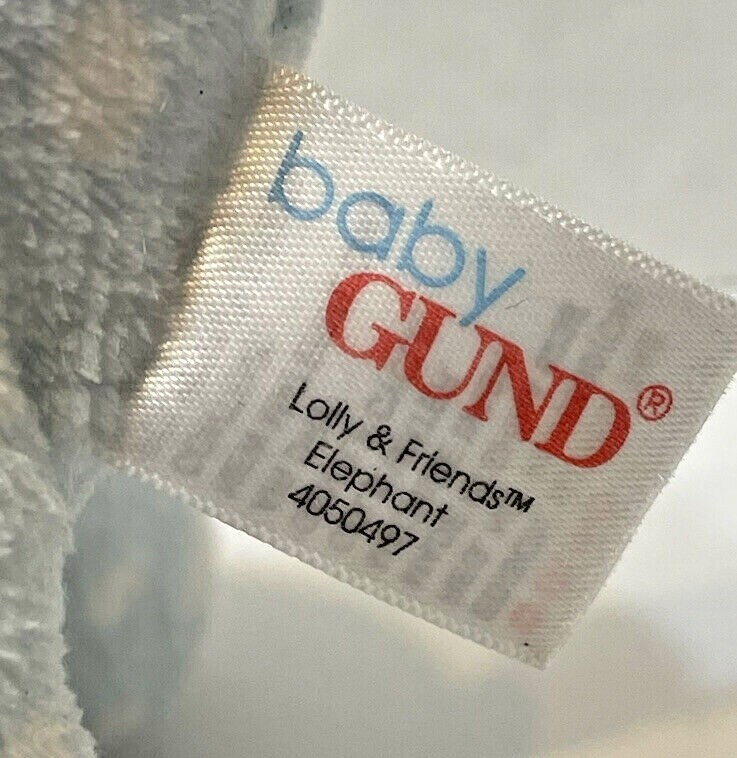 baby
GUND®
Lolly & Friends™
Elephant
4050497